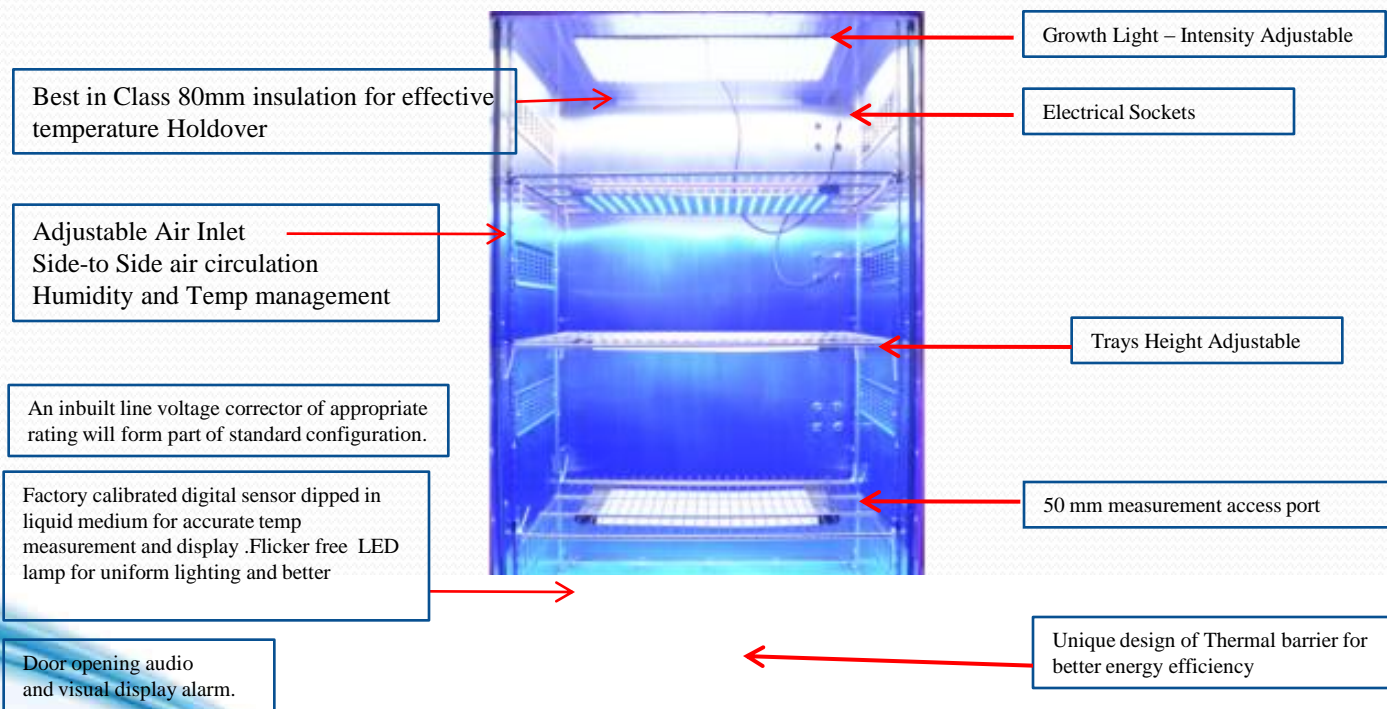 Growth Light – Intensity Adjustable
Best in Class 80mm insulation for effective
temperature Holdover
Electrical Sockets
Adjustable Air Inlet
Side-to Side air circulation
Humidity and Temp management
Trays Height Adjustable
An inbuilt line voltage corrector of appropriate
rating will form part of standard configuration.
Factory calibrated digital sensor dipped in
liquid medium for accurate temp
measurement and display .Flicker free LED
lamp for uniform lighting and better
50 mm measurement access port
Unique design of Thermal barrier for
better energy efficiency
Door opening audio
and visual display alarm.